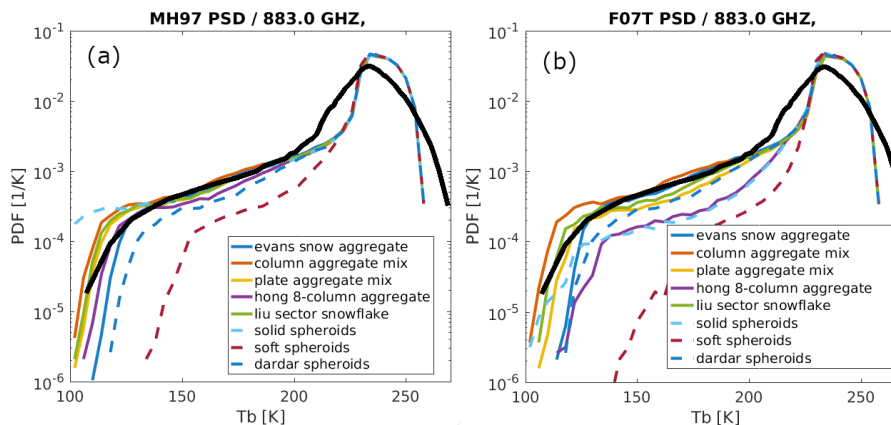 MH97 PSD / 883.0 GHZ,
(a)
PDF [1/K]
10^-1
10^-2
10^-3
10^-4
10^-5
10^-6
evans snow aggregate
column aggregate mix
plate aggregate mix
hong 8-column aggregate
liu sector snowflake
solid spheroids
soft spheroids
dardar spheroids
100 150 200 250
Tb [K]
F07T PSD / 883.0 GHZ,
(b)
PDF [1/K]
10^-1
10^-2
10^-3
10^-4
10^-5
10^-6
evans snow aggregate
column aggregate mix
plate aggregate mix
hong 8-column aggregate
liu sector snowflake
solid spheroids
soft spheroids
dardar spheroids
100 150 200 250
Tb [K]